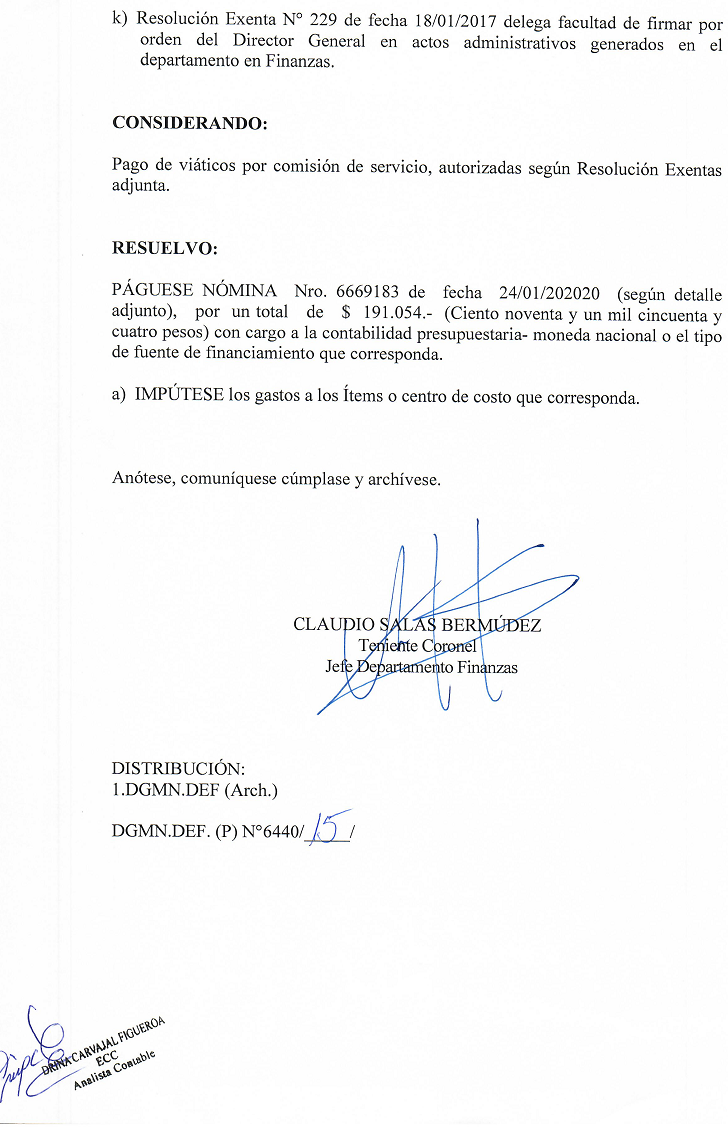 k) Resolución Exenta N° 229 de fecha 18/01/2017 delega facultad de firmar por
orden del Director General en actos administrativos generados en el
departamento en Finanzas.
CONSIDERANDO:
Pago de viáticos por comisión de servicio, autorizadas según Resolución Exentas
adjunta.
RESUELVO:
PÁGUESE NÓMINA Nro. 6669183 de fecha 24/01/202020 (según detalle
adjunto), por un total de $ 191.054.- (Ciento noventa y un mil cincuenta y
cuatro pesos) con cargo a la contabilidad presupuestaria- moneda nacional o el tipo
de fuente de financiamiento que corresponda.
a) IMPÚTESE los gastos a los Ítems o centro de costo que corresponda.
Anótese, comuníquese cúmplase y archívese.
CLAUDIO SALAS BERMÚDEZ
Teniente Coronel
Jefe Departamento Finanzas
DISTRIBUCIÓN:
1.DGMN.DEF (Arch.)
DGMN.DEF. (P) N°6440/ 15 /
CARVAJAL FIGUEROA
ECC
Analista Contable